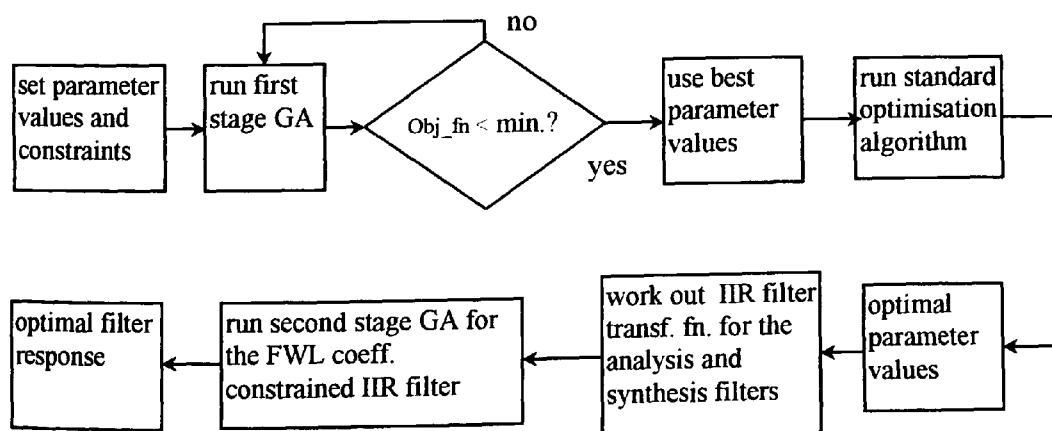 no
set parameter
values and
constraints
run first
stage GA
Obj_fn < min.?
yes
use best
parameter
values
run standard
optimisation
algorithm
optimal filter
response
run second stage GA for
the FWL coeff.
constrained IIR filter
work out IIR filter
transf. fn. for the
analysis and
synthesis filters
optimal
parameter
values